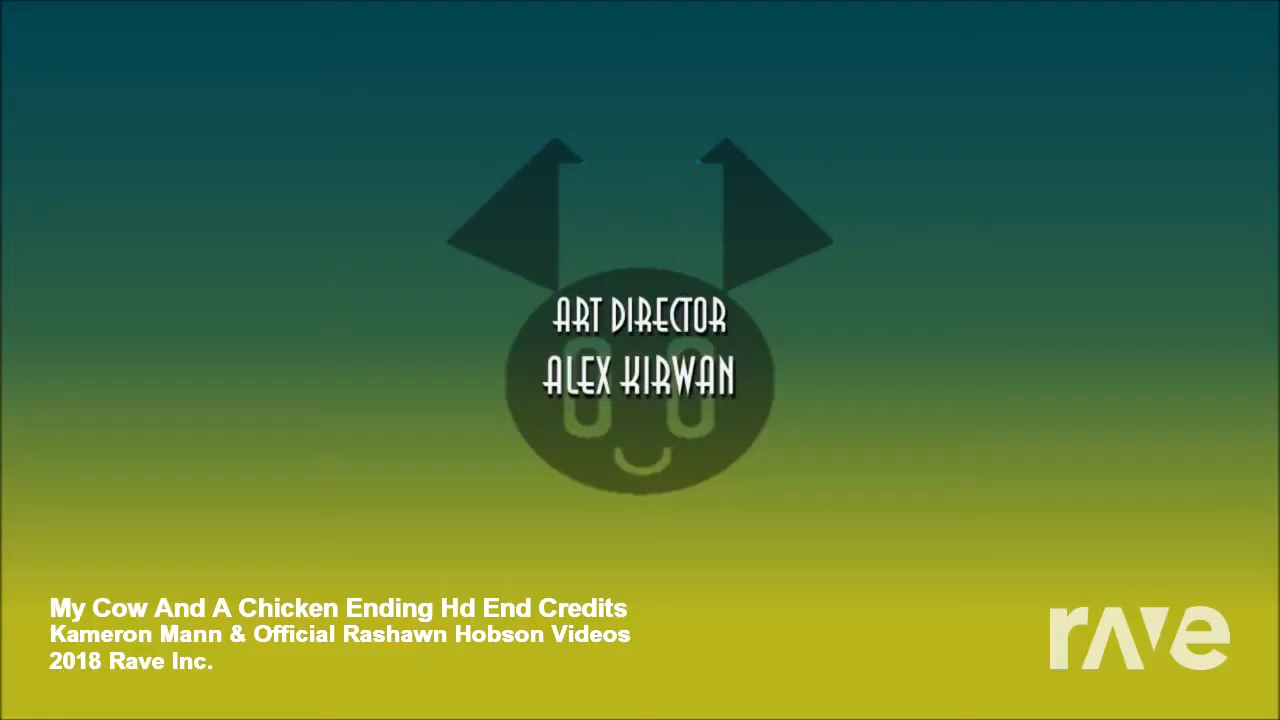 ART DIRECTOR
ALEX KIRWAN
My Cow And A Chicken Ending Hd End Credits
Kameron Mann & Official Rashawn Hobson Videos
2018 Rave Inc.
rave